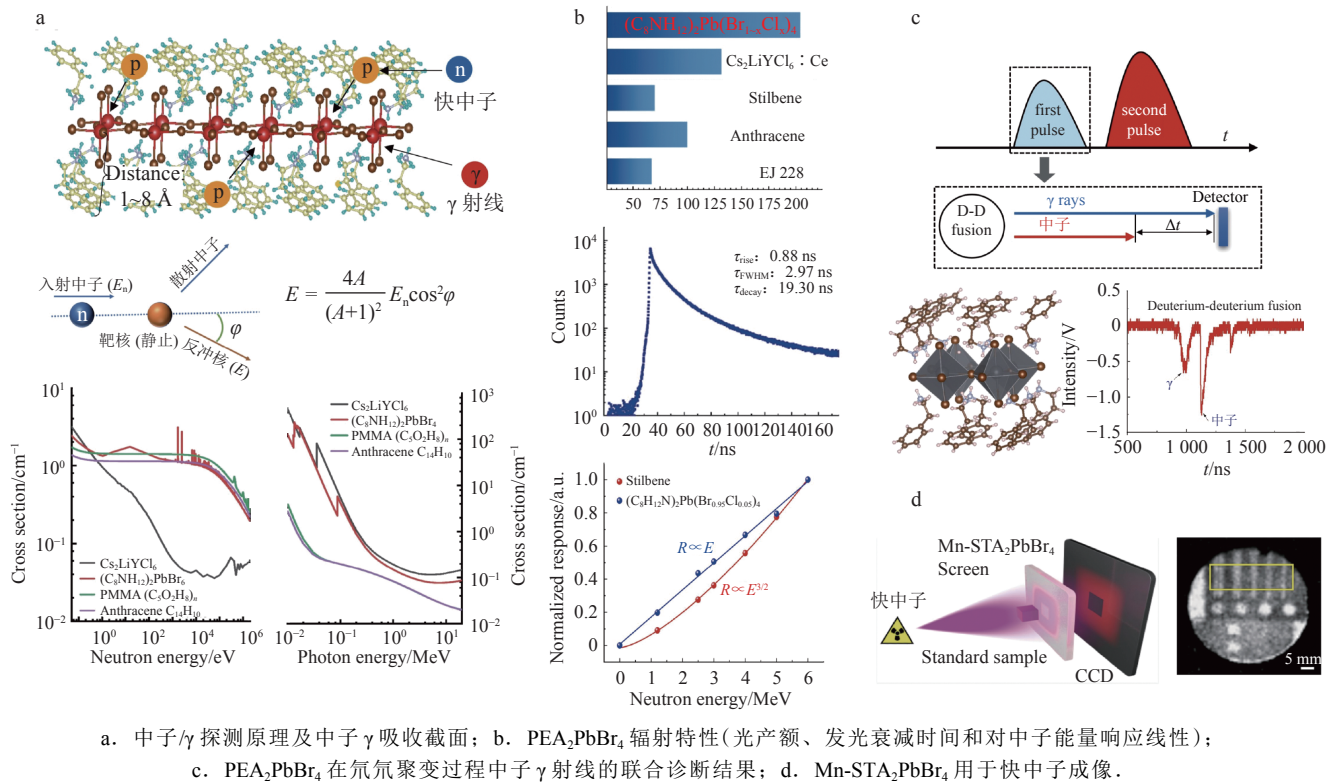 a
p
p
n
快中子
Distance:
1~8 Å
p
γ
γ 射线
入射中子 (Eₙ)
散射中子
n
靶核 (静止)
φ
反冲核 (E)
E = 4A/(A+1)² Eₙcos²φ
10¹
10⁰
10⁻¹
10⁻²
Cross section/cm⁻¹
Cs₂LiYCl₆
(C₈NH₁₂)₂PbBr₆
PMMA (C₅O₂H₈)ₙ
Anthracene C₁₄H₁₀
10⁰ 10² 10⁴ 10⁶
Neutron energy/eV
Cs₂LiYCl₆
(C₈NH₁₂)₂PbBr₄
PMMA (C₅O₂H₈)ₙ
Anthracene C₁₄H₁₀
10³
10²
10¹
10⁰
10⁻¹
10⁻²
Cross section/cm⁻¹
10⁻² 10⁻¹ 10⁰ 10¹
Photon energy/MeV
b
(C₈NH₁₂)₂Pb(Br₁₋ₓClₓ)₄
Cs₂LiYCl₆：Ce
Stilbene
Anthracene
EJ 228
50 75 100 125 150 175 200
10⁴
10³
10²
10¹
10⁰
Counts
τrise: 0.88 ns
τFWHM: 2.97 ns
τdecay: 19.30 ns
0 20 40 60 80 100 120 140 160
t/ns
1.0
0.8
0.6
0.4
0.2
0
Normalized response/a.u.
Stilbene
(C₈H₁₂N)₂Pb(Br₀.₉₅Cl₀.₀₅)₄
R∝E
R∝E³ᐟ²
0 1 2 3 4 5 6
Neutron energy/MeV
c
first
pulse
second
pulse
t
D-D
fusion
γ rays
中子
Δt
Detector
0.5
0
−0.5
−1.0
−1.5
Intensity/V
Deuterium-deuterium fusion
γ
中子
500 1 000 1 500 2 000
t/ns
d
Mn-STA₂PbBr₄
Screen
快中子
Standard sample
CCD
5 mm
a. 中子/γ 探测原理及中子 γ 吸收截面；b. PEA₂PbBr₄ 辐射特性(光产额、发光衰减时间和对中子能量响应线性)；
c. PEA₂PbBr₄ 在氘氘聚变过程中子 γ 射线的联合诊断结果；d. Mn-STA₂PbBr₄ 用于快中子成像.